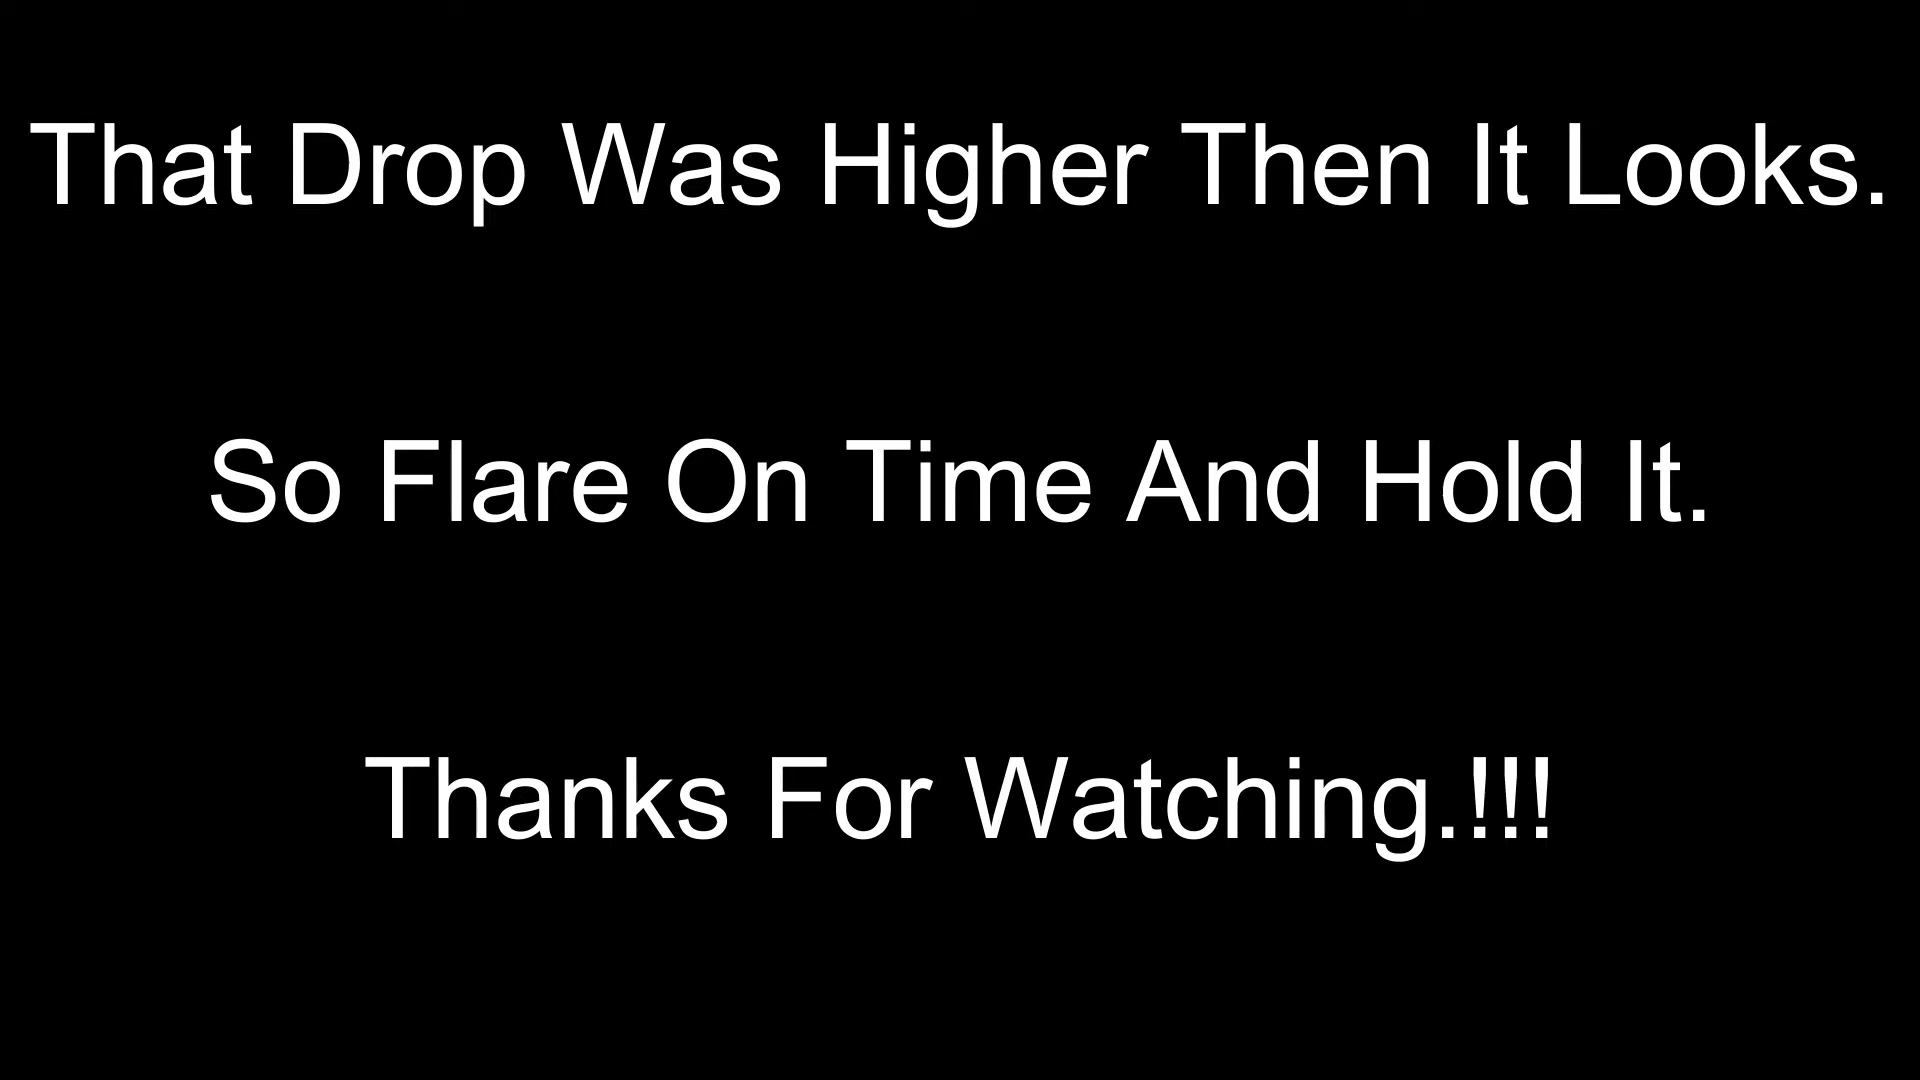 That Drop Was Higher Then It Looks.
So Flare On Time And Hold It.
Thanks For Watching.!!!